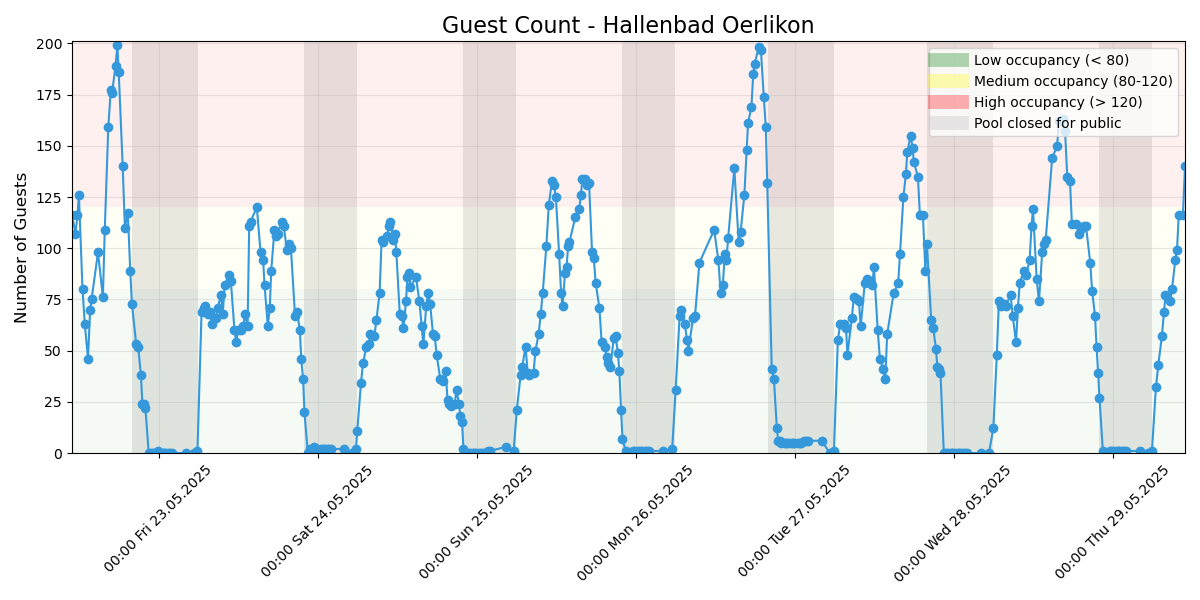 Guest Count - Hallenbad Oerlikon
Number of Guests
200
175
150
125
100
75
50
25
0
Low occupancy (< 80)
Medium occupancy (80-120)
High occupancy (> 120)
Pool closed for public
00:00 Fri 23.05.2025
00:00 Sat 24.05.2025
00:00 Sun 25.05.2025
00:00 Mon 26.05.2025
00:00 Tue 27.05.2025
00:00 Wed 28.05.2025
00:00 Thu 29.05.2025